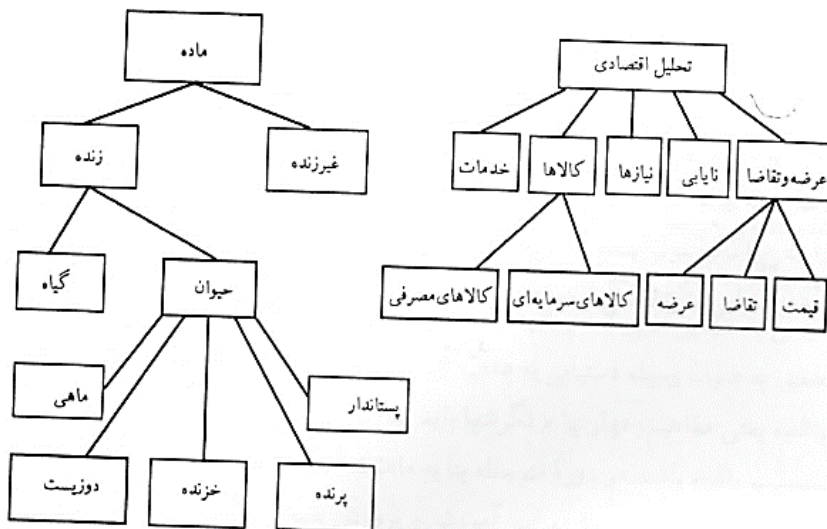 تحلیل اقتصادی
عرضه‌وتقاضا
نایابی
نیازها
کالاها
خدمات
قیمت
تقاضا
عرضه
کالاهای‌سرمایه‌ای
کالاهای‌مصرفی
ماده
غیرزنده
زنده
حیوان
گیاه
پستاندار
ماهی
پرنده
خزنده
دوزیست